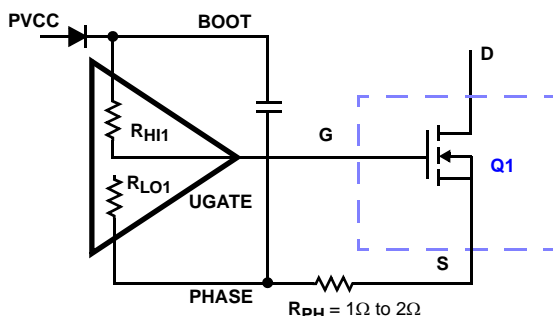 PVCC
BOOT
D
RHI1
G
Q1
RLO1
UGATE
S
PHASE
RPH = 1Ω to 2Ω